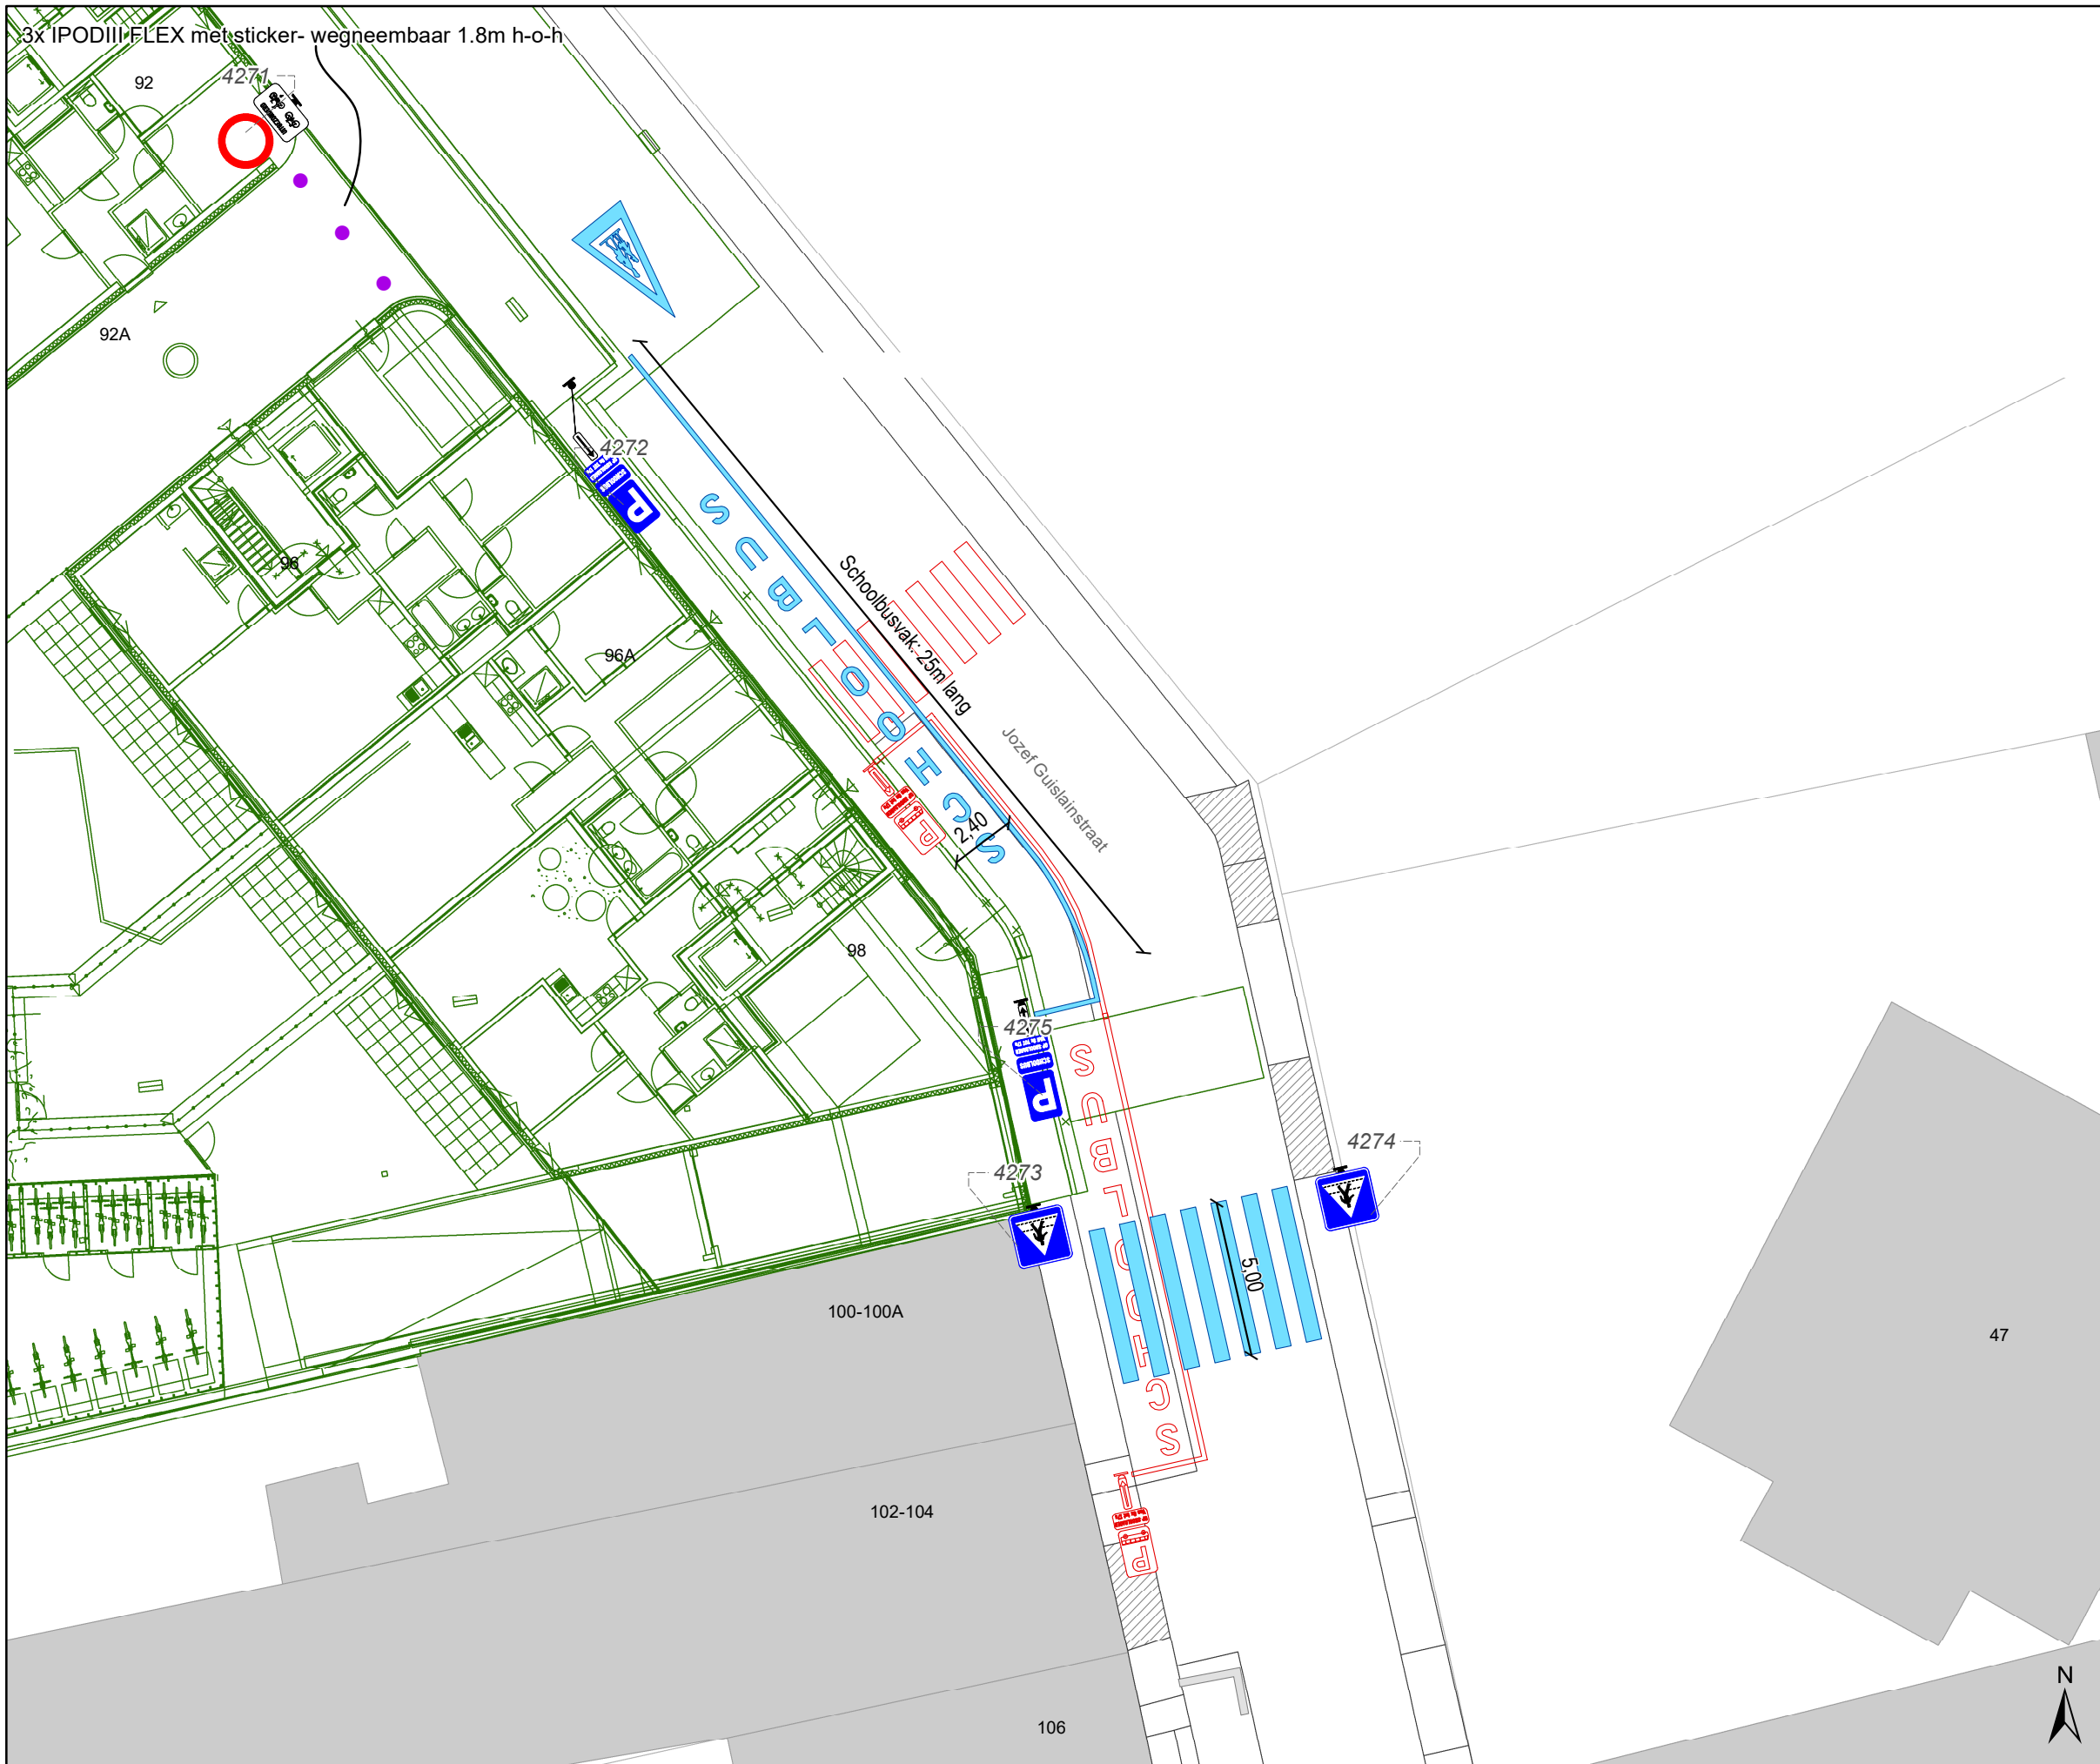 3x IPODIII FLEX met sticker- wegneembaar 1.8m h-o-h
92
4271
92A
4272
P
SCHOOLBUS
96
Schoolbusvak: 25m lang
96A
Jozef Guislainstraat
2,40
P
98
4275
P
SCHOOLBUS
4274
4273
5,00
100-100A
47
102-104
P
106
N